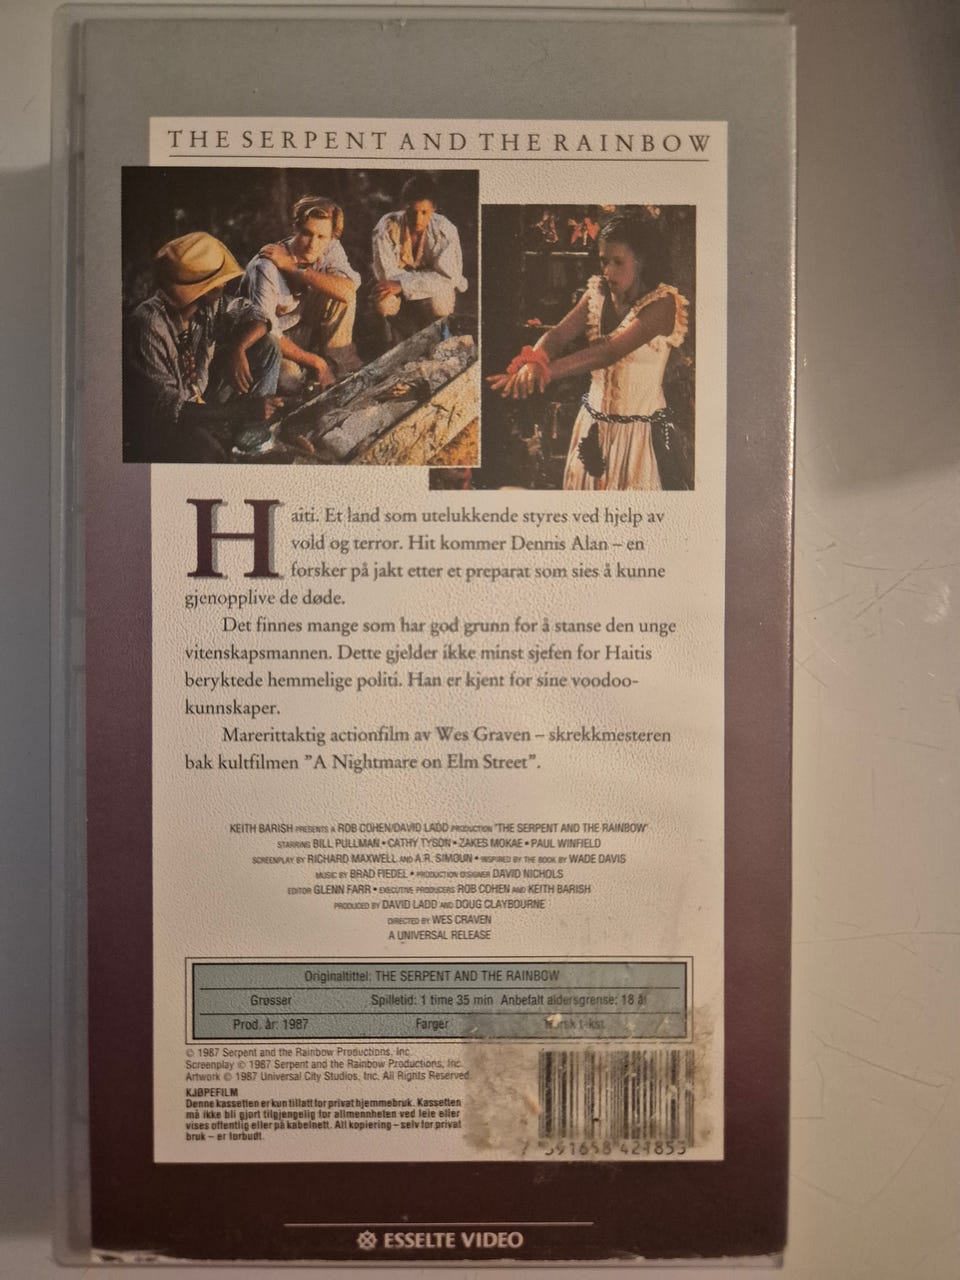 THE SERPENT AND THE RAINBOW
Haiti. Et land som utelukkende styres ved hjelp av
vold og terror. Hit kommer Dennis Alan – en
forsker på jakt etter et preparat som sies å kunne
gjenopplive de døde.
Det finnes mange som har god grunn for å stanse den unge
vitenskapsmannen. Dette gjelder ikke minst sjefen for Haitis
beryktede hemmelige politi. Han er kjent for sine voodoo-
kunnskaper.
Marerittaktig actionfilm av Wes Graven – skrekkmesteren
bak kultfilmen "A Nightmare on Elm Street".
KEITH BARISH PRESENTS A ROB COHEN/DAVID LADD PRODUCTION "THE SERPENT AND THE RAINBOW"
STARRING BILL PULLMAN • CATHY TYSON • ZAKES MOKAE • PAUL WINFIELD
SCREENPLAY BY RICHARD MAXWELL AND A.R. SIMOUN • INSPIRED BY THE BOOK BY WADE DAVIS
MUSIC BY BRAD FIEDEL • PRODUCTION DESIGNER DAVID NICHOLS
EDITOR GLENN FARR • EXECUTIVE PRODUCERS ROB COHEN AND KEITH BARISH
PRODUCED BY DAVID LADD AND DOUG CLAYBOURNE
DIRECTED BY WES CRAVEN
A UNIVERSAL RELEASE
Originaltittel: THE SERPENT AND THE RAINBOW
Grøsser Spilletid: 1 time 35 min Anbefalt aldersgrense: 18 år
Prod. år: 1987 Farger
© 1987 Serpent and the Rainbow Productions, Inc.
Screenplay © 1987 Serpent and the Rainbow Productions, Inc.
Artwork © 1987 Universal City Studios, Inc. All Rights Reserved.
KJØPEFILM
Denne kassetten er kun tillatt for privat hjemmebruk. Kassetten
må ikke bli gjort tilgjengelig for allmennheten ved leie eller
vises offentlig eller på kabelnett. All kopiering – selv for privat
bruk – er forbudt.
7 391658 421853
ESSELTE VIDEO